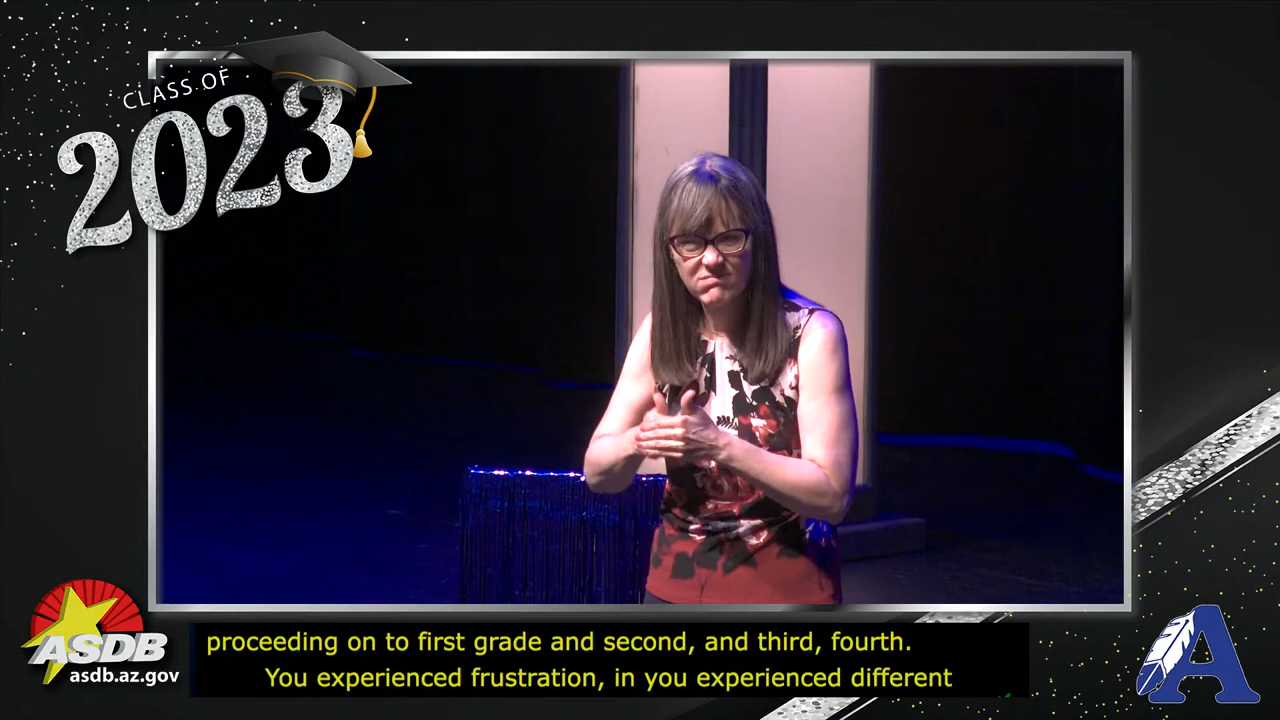 CLASS OF
2023
ASDB
asdb.az.gov
proceeding on to first grade and second, and third, fourth.
You experienced frustration, in you experienced different
A